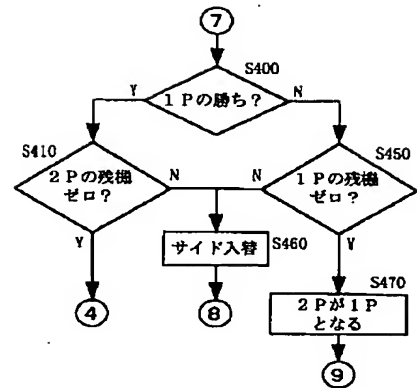 7
S400
Y
1Pの勝ち?
N
S410
2Pの残機
ゼロ?
N
Y
S450
1Pの残機
ゼロ?
N
Y
サイド入替
S460
S470
2Pが1P
となる
4
8
9